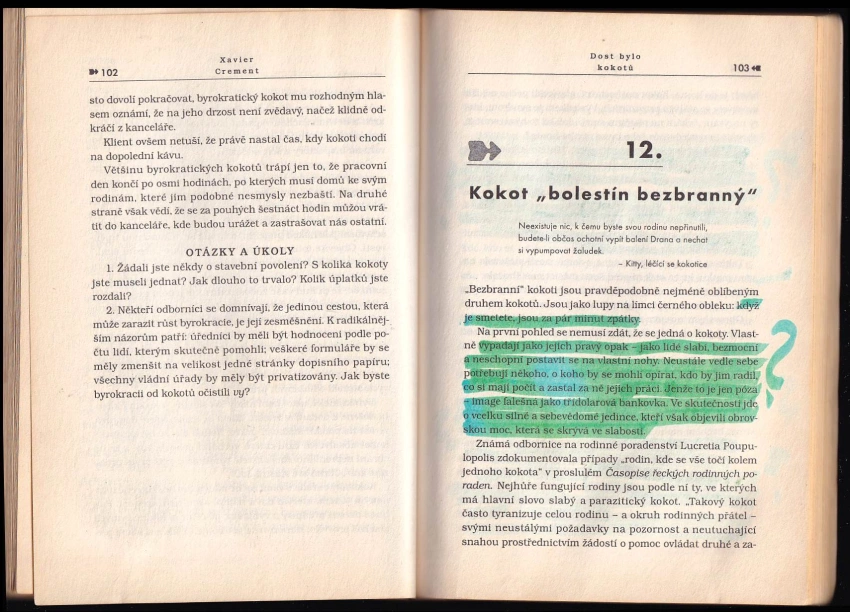 102
Xavier
Crement
sto dovolí pokračovat, byrokratický kokot mu rozhodným hla-
sem oznámí, že na jeho drzost není zvědavý, načež klidně od-
kráčí z kanceláře.
Klient ovšem netuší, že právě nastal čas, kdy kokoti chodí
na dopolední kávu.
Většinu byrokratických kokotů trápí jen to, že pracovní
den končí po osmi hodinách, po kterých musí domů ke svým
rodinám, které jim podobné nesmysly nezbaští. Na druhé
straně však vědí, že se za pouhých šestnáct hodin můžou vrá-
tit do kanceláře, kde budou urážet a zastrašovat nás ostatní.
OTÁZKY A ÚKOLY
1. Žádali jste někdy o stavební povolení? S kolika kokoty
jste museli jednat? Jak dlouho to trvalo? Kolik úplatků jste
rozdali?
2. Někteří odborníci se domnívají, že jedinou cestou, která
může zarazit růst byrokracie, je její zesměšnění. K radikálněj-
ším názorům patří: úředníci by měli být hodnoceni podle po-
čtu lidí, kterým skutečně pomohli; veškeré formuláře by se
měly zmenšit na velikost jedné stránky dopisního papíru;
všechny vládní úřady by měly být privatizovány. Jak byste
byrokracii od kokotů očistili vy?
Dost bylo
kokotů
103
12.
Kokot „bolestín bezbranný“
Neexistuje nic, k čemu byste svou rodinu nepřinutili,
budete-li občas ochotni vypít balení Drana a nechat
si vypumpovat žaludek.
– Kitty, léčící se kokotice
„Bezbranní“ kokoti jsou pravděpodobně nejméně oblíbeným
druhem kokotů. Jsou jako lupy na límci černého obleku: když
je smetete, jsou za pár minut zpátky.
Na první pohled se nemusí zdát, že se jedná o kokoty. Vlast-
ně vypadají jako jejich pravý opak – jako lidé slabí, bezmocní
a neschopní postavit se na vlastní nohy. Neustále vedle sebe
potřebují někoho, o koho by se mohli opírat, kdo by jim radil,
co si mají počít a zastal za ně jejich práci. Jenže to je jen póza
– image falešná jako třídolarová bankovka. Ve skutečnosti jde
o vcelku silné a sebevědomé jedince, kteří však objevili obrov-
skou moc, která se skrývá ve slabosti.
Známá odbornice na rodinné poradenství Lucretia Poupu-
lopolis zdokumentovala případy „rodin, kde se vše točí kolem
jednoho kokota“ v proslulém Časopise řeckých rodinných po-
raden. Nejhůře fungující rodiny jsou podle ní ty, ve kterých
má hlavní slovo slabý a parazitický kokot. „Takový kokot
často tyranizuje celou rodinu – a okruh rodinných přátel –
svými neustálými požadavky na pozornost a neutuchající
snahou prostřednictvím žádostí o pomoc ovládat druhé a za-
?